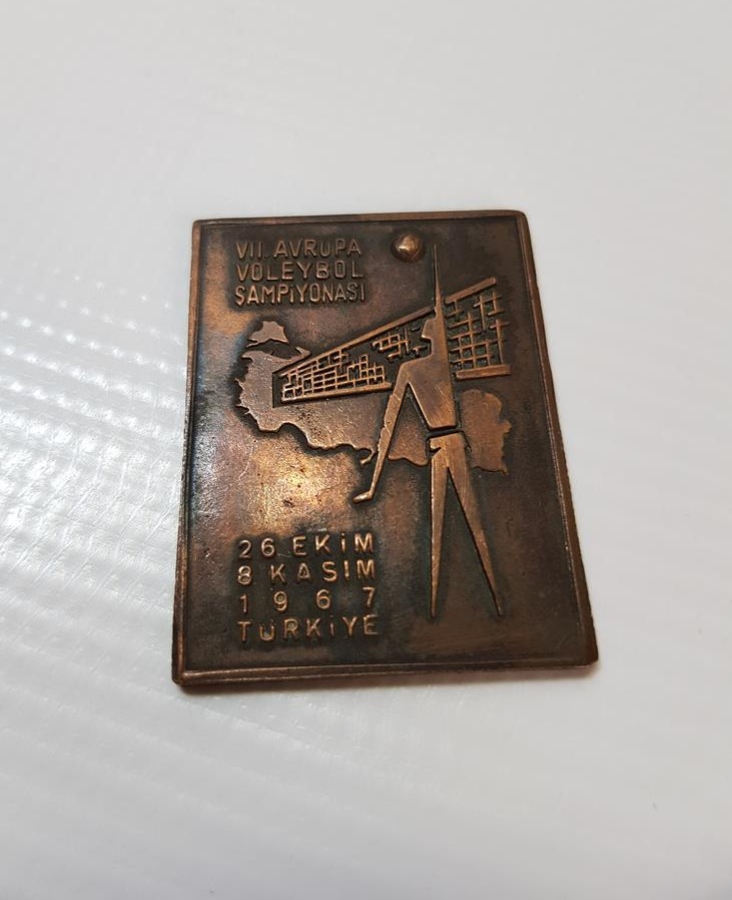 VII. AVRUPA
VOLEYBOL
ŞAMPİYONASI
26 EKİM
8 KASIM
1967
TÜRKİYE